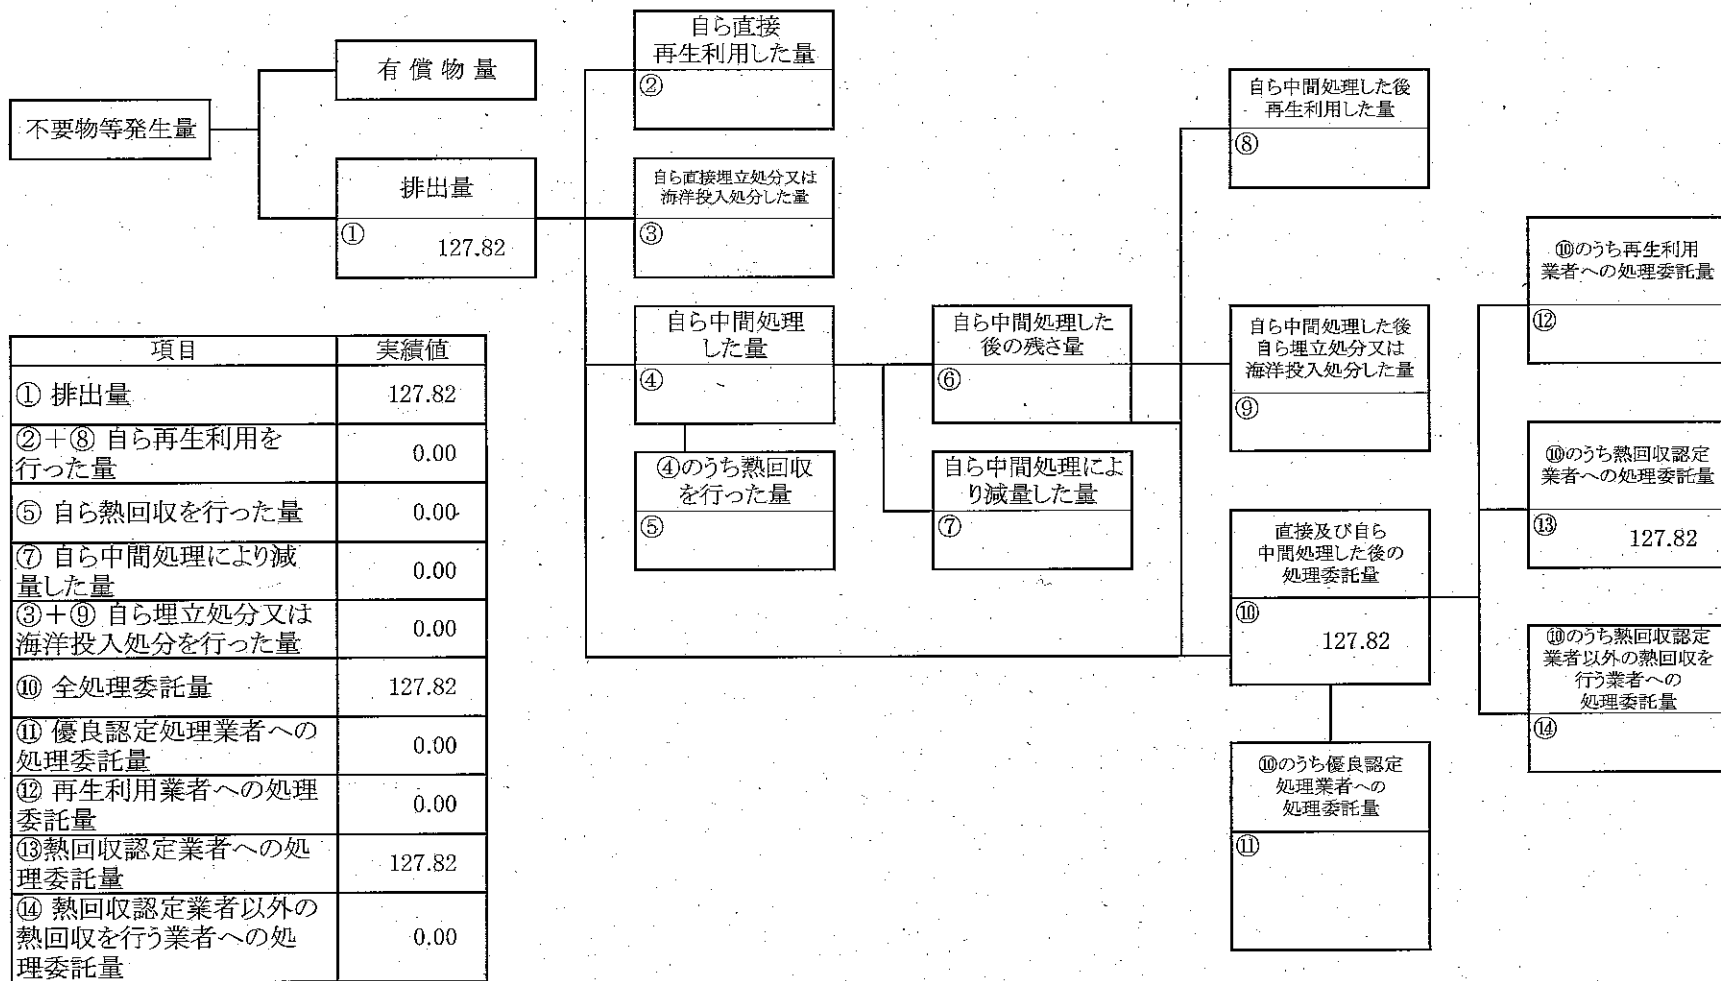 不要物等発生量
有償物量
排出量
① 127.82
自ら直接
再生利用した量
②
自ら直接埋立処分又は
海洋投入処分した量
③
自ら中間処理
した量
④
④のうち熱回収
を行った量
⑤
自ら中間処理した
後の残さ量
⑥
自ら中間処理によ
り減量した量
⑦
自ら中間処理した後
再生利用した量
⑧
自ら中間処理した後
自ら埋立処分又は
海洋投入処分した量
⑨
直接及び自ら
中間処理した後の
処理委託量
⑩
127.82
⑩のうち優良認定
処理業者への
処理委託量
⑪
⑩のうち再生利用
業者への処理委託量
⑫
⑩のうち熱回収認定
業者への処理委託量
⑬ 127.82
⑩のうち熱回収認定
業者以外の熱回収を
行う業者への
処理委託量
⑭
項目 実績値
① 排出量 127.82
②+⑧ 自ら再生利用を
行った量 0.00
⑤ 自ら熱回収を行った量 0.00
⑦ 自ら中間処理により減
量した量 0.00
③+⑨ 自ら埋立処分又は
海洋投入処分を行った量 0.00
⑩ 全処理委託量 127.82
⑪ 優良認定処理業者への
処理委託量 0.00
⑫ 再生利用業者への処理
委託量 0.00
⑬熱回収認定業者への処
理委託量 127.82
⑭ 熱回収認定業者以外の
熱回収を行う業者への処
理委託量 0.00